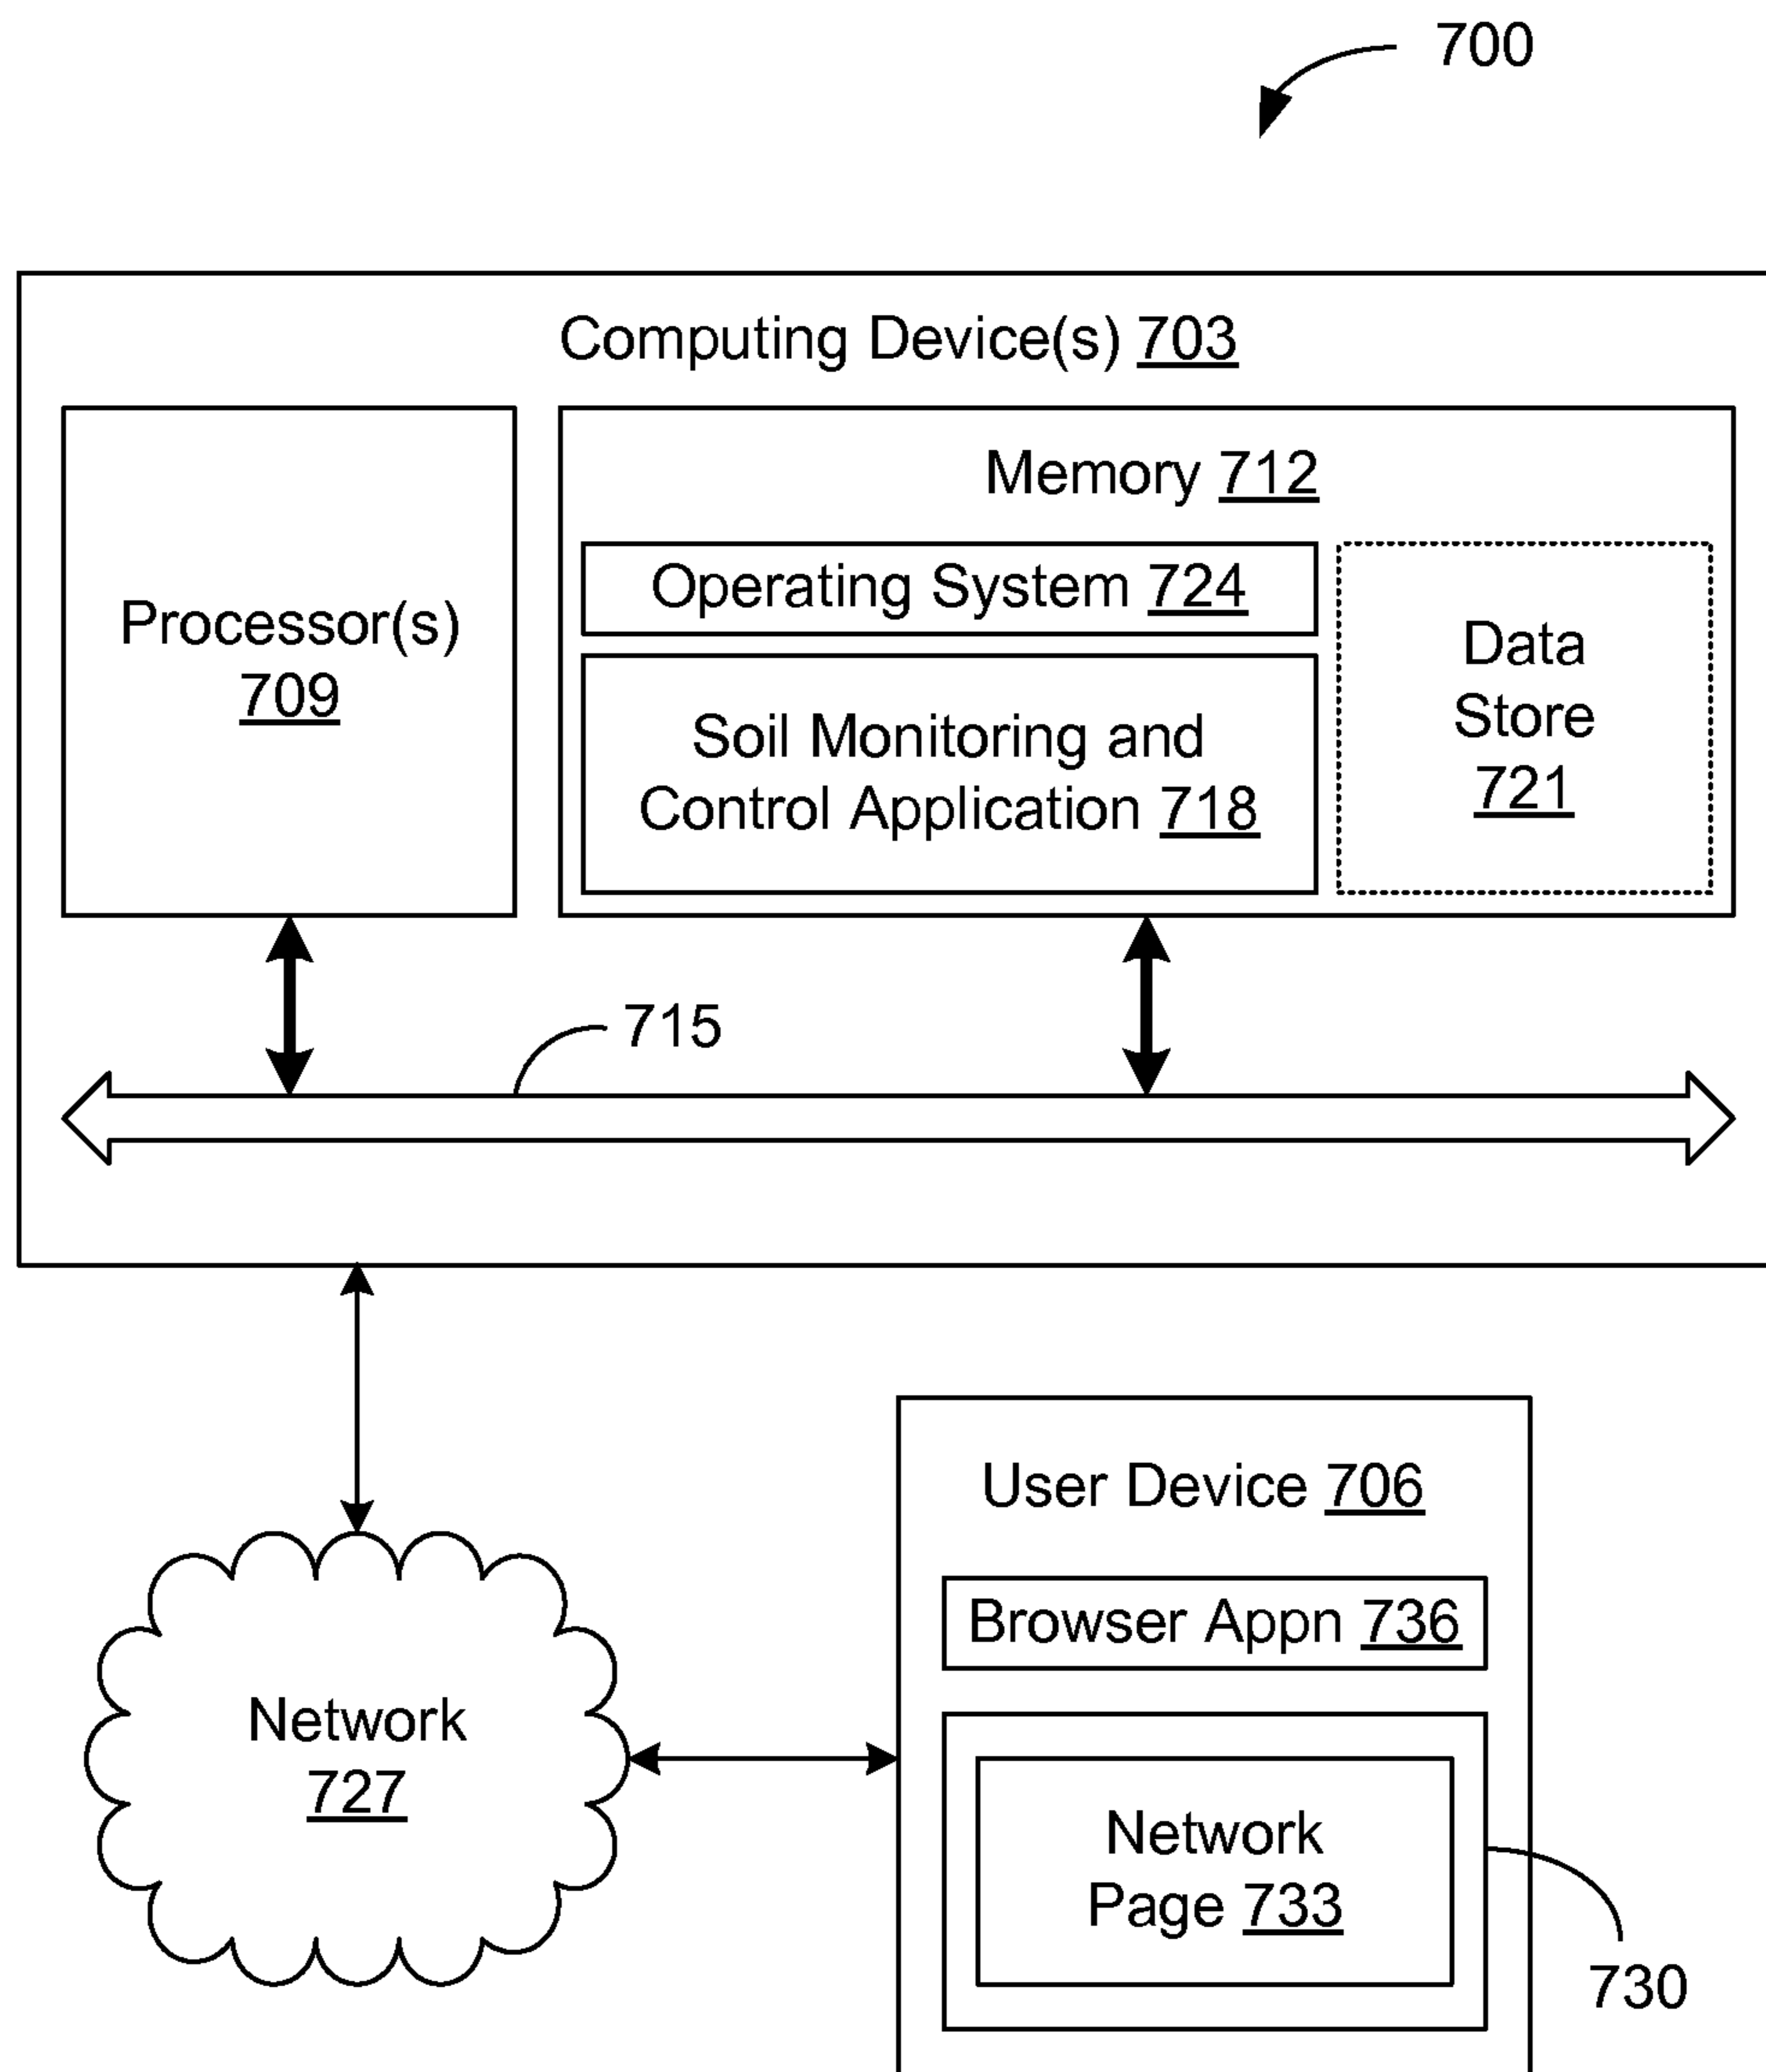 700
Computing Device(s) 703
Processor(s)
709
Memory 712
Operating System 724
Soil Monitoring and
Control Application 718
Data
Store
721
715
Network
727
User Device 706
Browser Appn 736
Network
Page 733
730